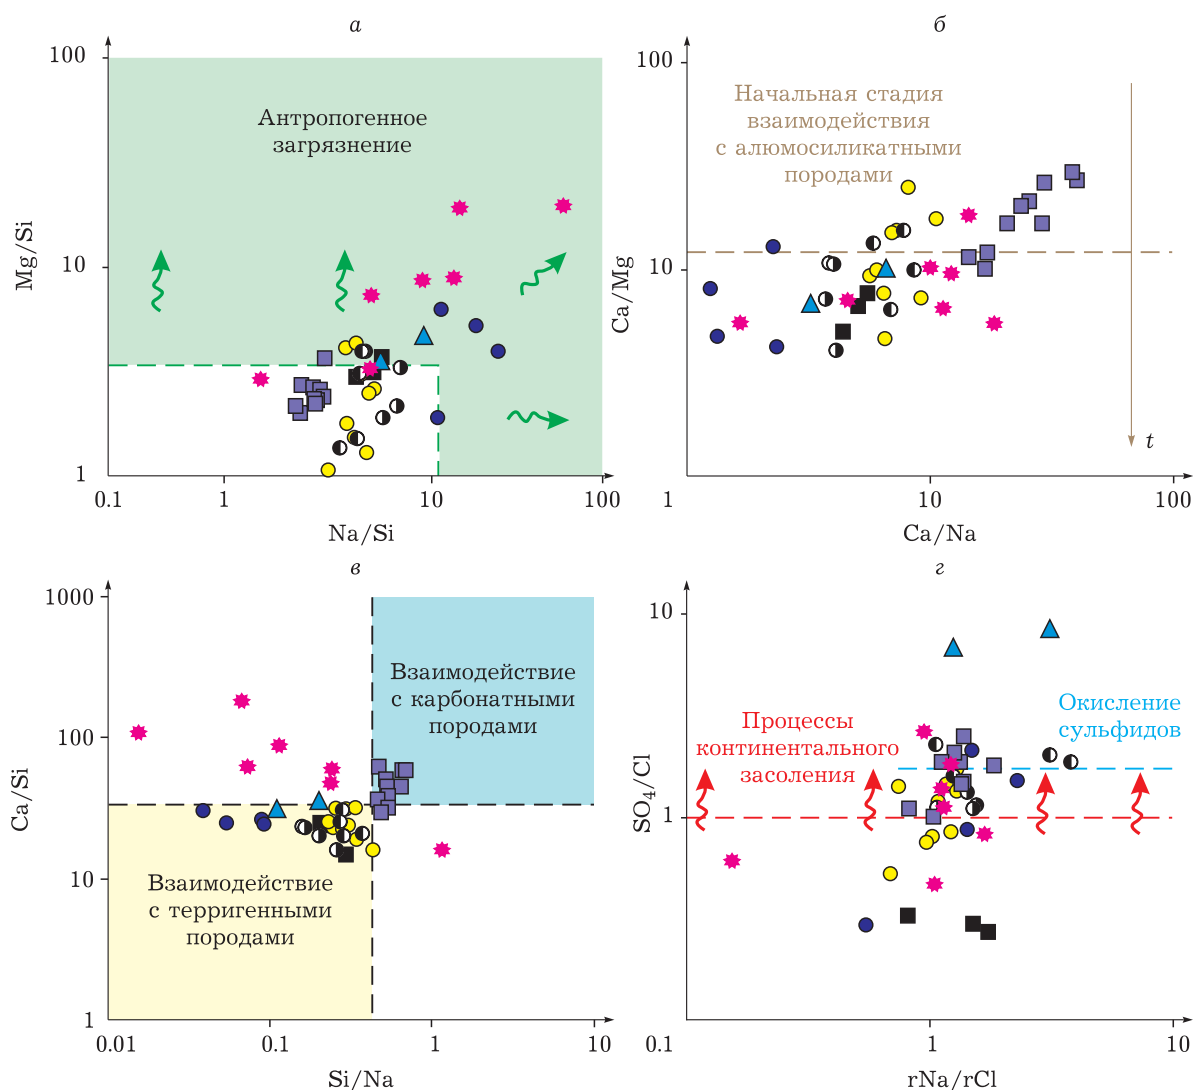 а
100
Антропогенное
загрязнение
Mg/Si
10
1
0.1
1
10
100
Na/Si
б
100
Начальная стадия
взаимодействия
с алюмосиликатными
породами
Ca/Mg
10
t
1
10
100
Ca/Na
в
1000
Взаимодействие
с карбонатными
породами
100
Ca/Si
10
Взаимодействие
с терригенными
породами
1
0.01
0.1
1
10
Si/Na
г
10
Окисление
сульфидов
Процессы
континентального
засоления
SO₄/Cl
1
0.1
1
10
rNa/rCl